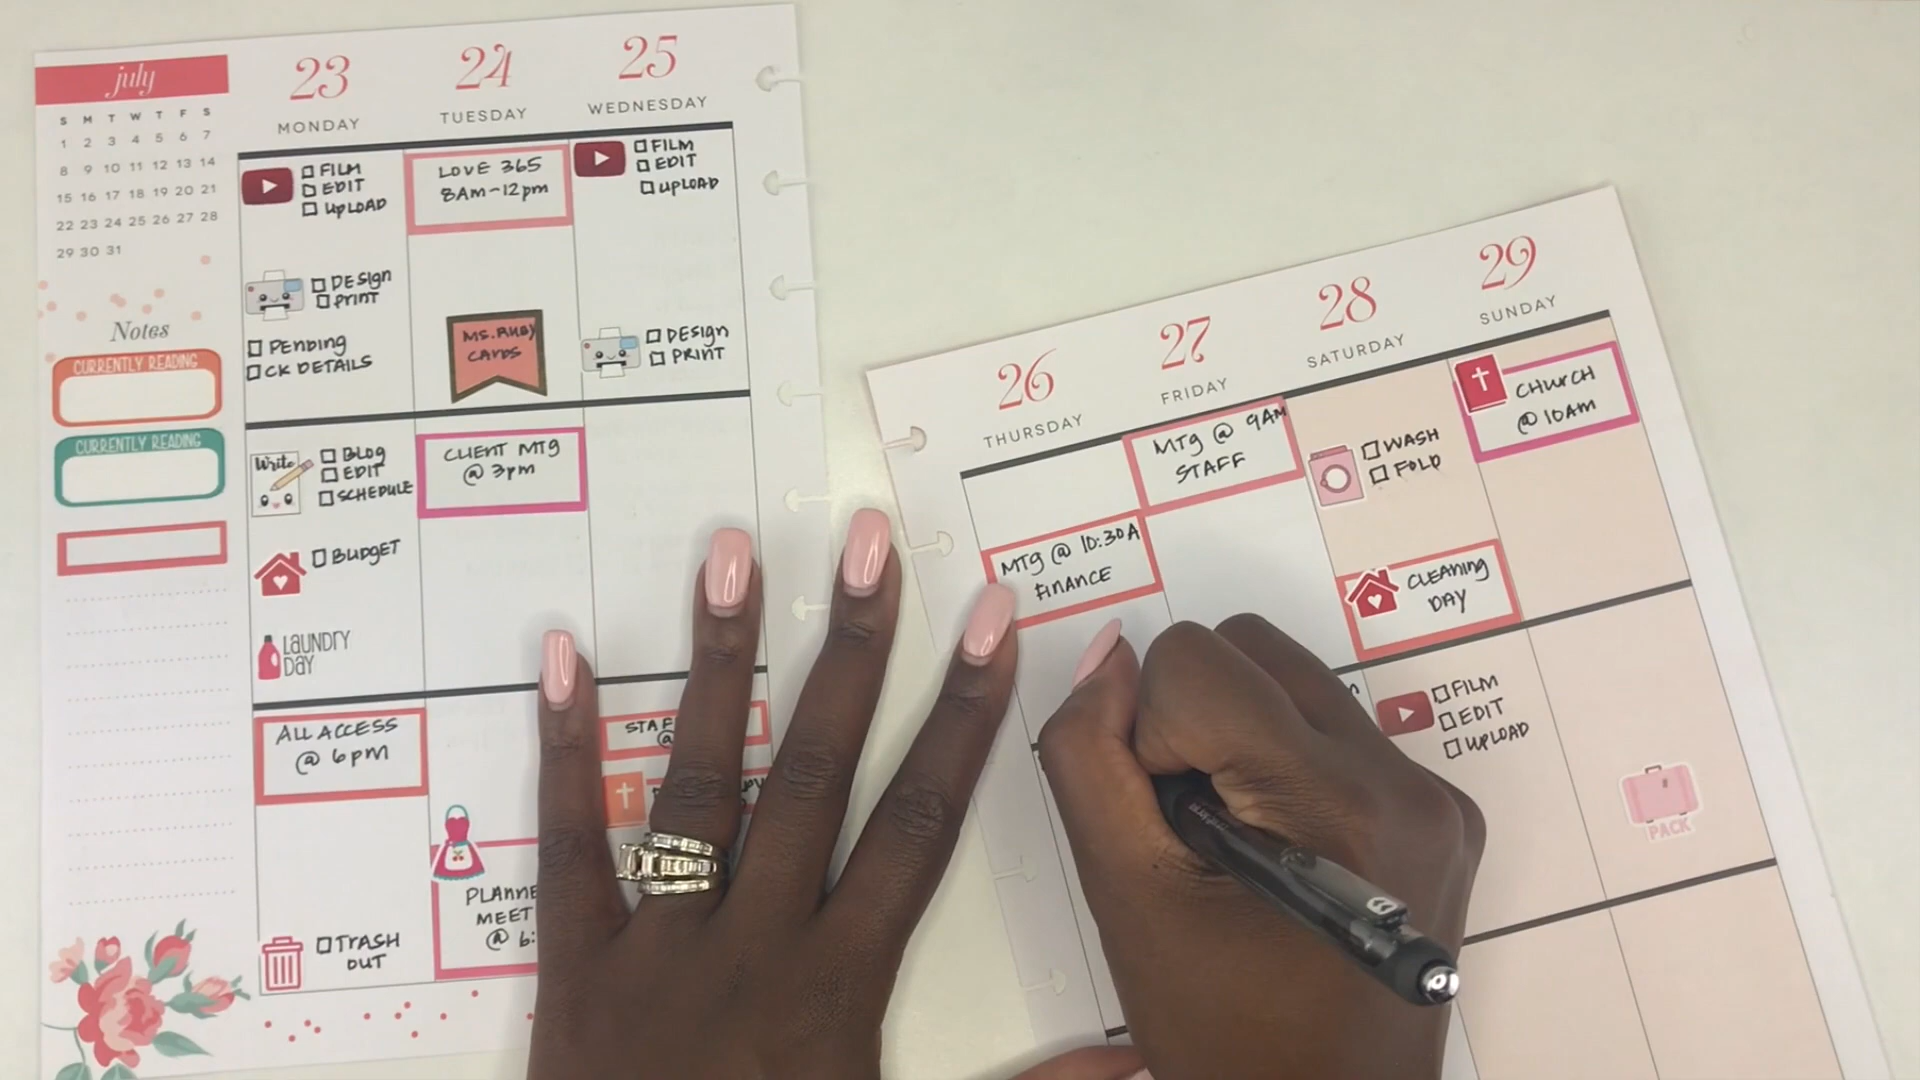 july
S M T W T F S
1 2 3 4 5 6 7
8 9 10 11 12 13 14
15 16 17 18 19 20 21
22 23 24 25 26 27 28
29 30 31
Notes
CURRENTLY READING
CURRENTLY READING
23
MONDAY
FILM
EDIT
UPLOAD
DESIGN
PRINT
PENDING
CK DETAILS
Write
BLOG
EDIT
SCHEDULE
BUDGET
LAUNDRY
DAY
ALL ACCESS
@ 6pm
TRASH
OUT
24
TUESDAY
LOVE 365
8AM-12pm
MS. RUBY
CARDS
CLIENT MTG
@ 3pm
PLANNE
MEET
@ 6:
25
WEDNESDAY
FILM
EDIT
UPLOAD
DESIGN
PRINT
STAF
@
26
THURSDAY
MTG @ 10:30A
FINANCE
27
FRIDAY
MTG @ 9AM
STAFF
28
SATURDAY
WASH
FOLD
CLEANING
DAY
FILM
EDIT
UPLOAD
29
SUNDAY
CHURCH
@ 10AM
PACK